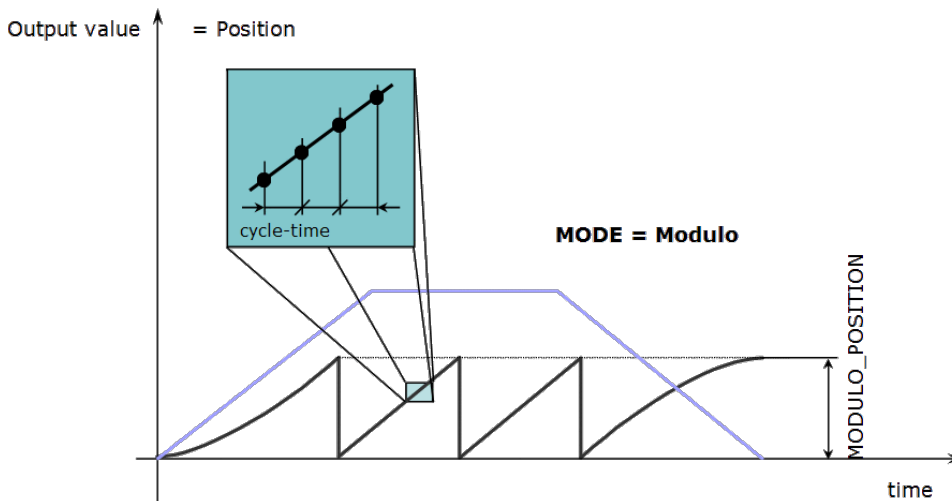 Output value = Position
cycle-time
MODE = Modulo
MODULO_POSITION
time